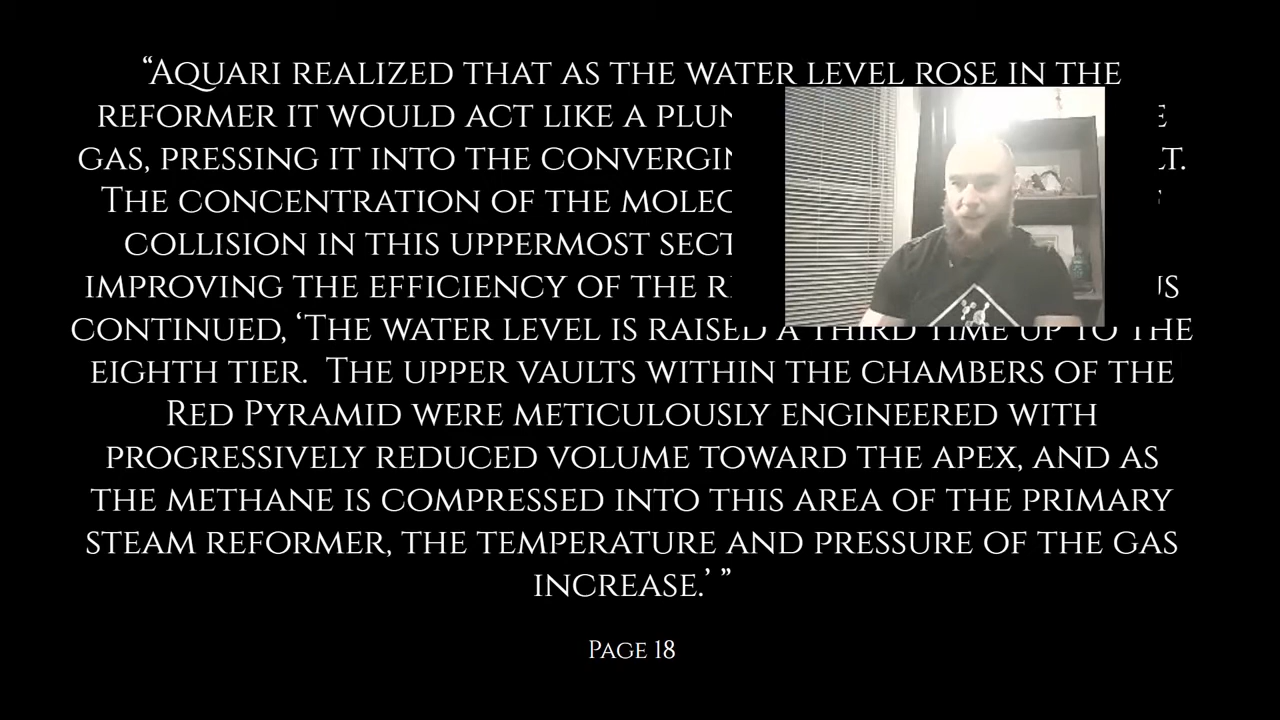 “Aquari realized that as the water level rose in the
reformer it would act like a
gas, pressing it into the
The concentration of the
collision in this uppermost
improving the efficiency of the
continued, ‘The water level is raised a third time up to the
eighth tier. The upper vaults within the chambers of the
Red Pyramid were meticulously engineered with
progressively reduced volume toward the apex, and as
the methane is compressed into this area of the primary
steam reformer, the temperature and pressure of the gas
increase.’ ”
Page 18